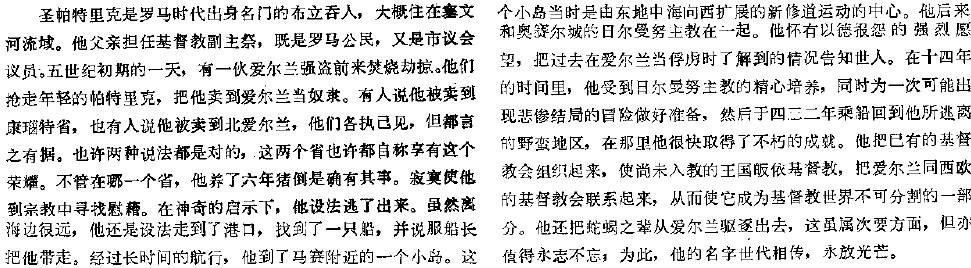 圣帕特里克是罗马时代出身名门的布立吞人，大概住在塞文
河流域。他父亲担任基督教副主祭，既是罗马公民，又是市议会
议员。五世纪初期的一天，有一伙爱尔兰强盗前来焚烧劫掠。他们
抢走年轻的帕特里克，把他卖到爱尔兰当奴隶。有人说他被卖到
康瑙特省，也有人说他被卖到北爱尔兰，他们各执己见，但都言
之有据。也许两种说法都是对的，这两个省也许都自称享有这个
荣耀。不管在哪一个省，他养了六年猪倒是确有其事。寂寞使他
到宗教中寻找慰藉。在神奇的启示下，他设法逃了出来。虽然离
海边很远，他还是设法走到了港口，找到了一只船，并说服船长
把他带走。经过长时间的航行，他到了马赛附近的一个小岛。这
个小岛当时是由东地中海向西扩展的新修道运动的中心。他后来
和奥赛尔城的日尔曼努主教在一起。他怀有以德报怨的强烈愿
望，把过去在爱尔兰当俘虏时了解到的情况告知世人。在十四年
的时间里，他受到日尔曼努主教的精心培养，同时为一次可能出
现悲惨结局的冒险做好准备，然后于四三二年乘船回到他所逃离
的野蛮地区，在那里他很快取得了不朽的成就。他把已有的基督
教会组织起来，使尚未入教的王国皈依基督教，把爱尔兰同西欧
的基督教会联系起来，从而使它成为基督教世界不可分割的一部
分。他还把蛇蝎之辈从爱尔兰驱逐出去，这虽属次要方面，但亦
值得永志不忘；为此，他的名字世代相传，永放光芒。